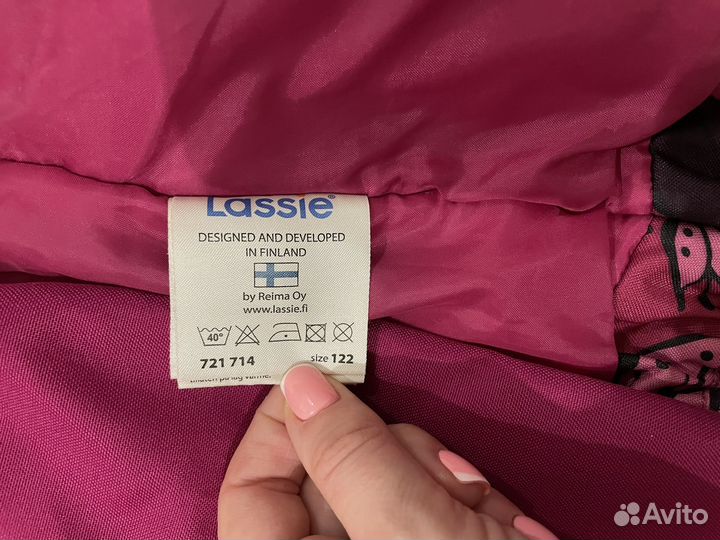 Lassie®
DESIGNED AND DEVELOPED
IN FINLAND
by Reima Oy
www.lassie.fi
40°
721 714 size 122
Avito